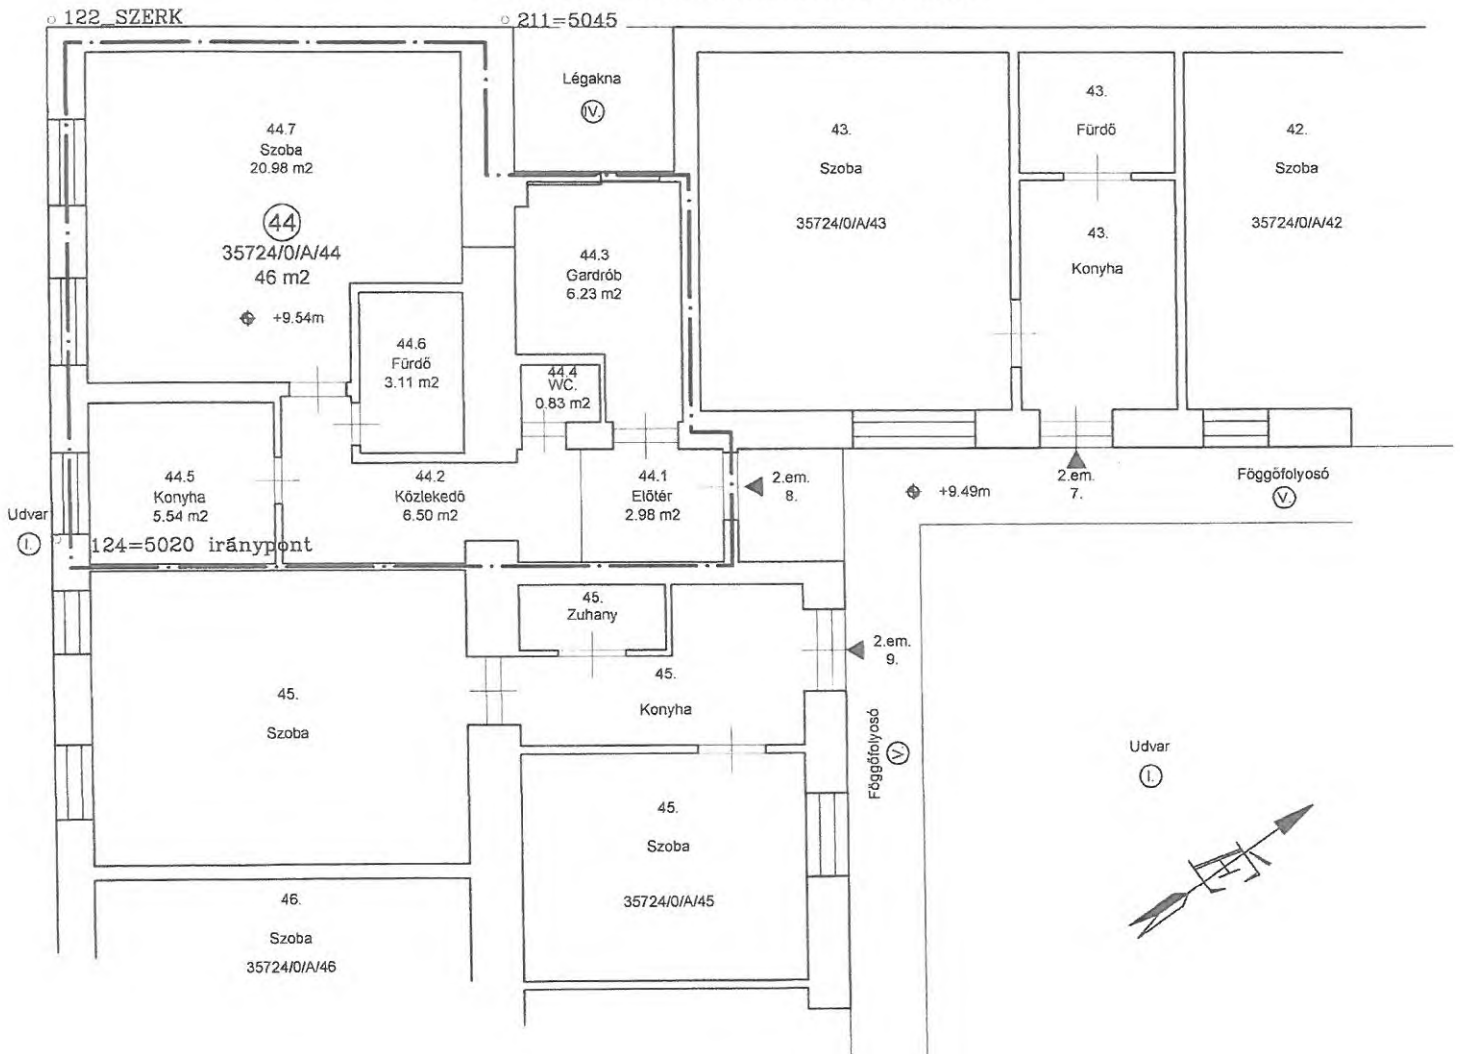 122_SZERK
211=5045
Légakna
IV.
44.7
Szoba
20.98 m2
44
35724/0/A/44
46 m2
+9.54m
44.3
Gardrób
6.23 m2
44.6
Fürdő
3.11 m2
44.4
WC.
0.83 m2
44.5
Konyha
5.54 m2
44.2
Közlekedő
6.50 m2
44.1
Előtér
2.98 m2
2.em.
8.
Udvar
I.
124=5020 iránypont
43.
Szoba
35724/0/A/43
43.
Fürdő
43.
Konyha
42.
Szoba
35724/0/A/42
+9.49m
2.em.
7.
Függőfolyosó
V.
45.
Zuhany
2.em.
9.
45.
Konyha
45.
Szoba
Függőfolyosó
V.
Udvar
I.
45.
Szoba
35724/0/A/45
46.
Szoba
35724/0/A/46
É